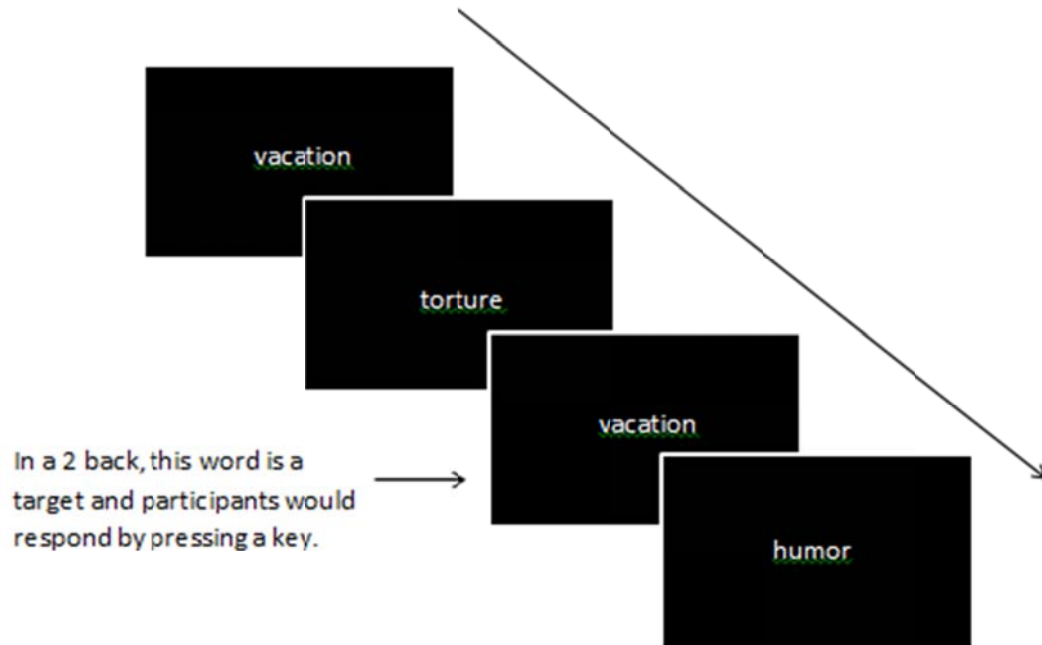 vacation
torture
vacation
In a 2 back, this word is a
target and participants would
respond by pressing a key.
humor